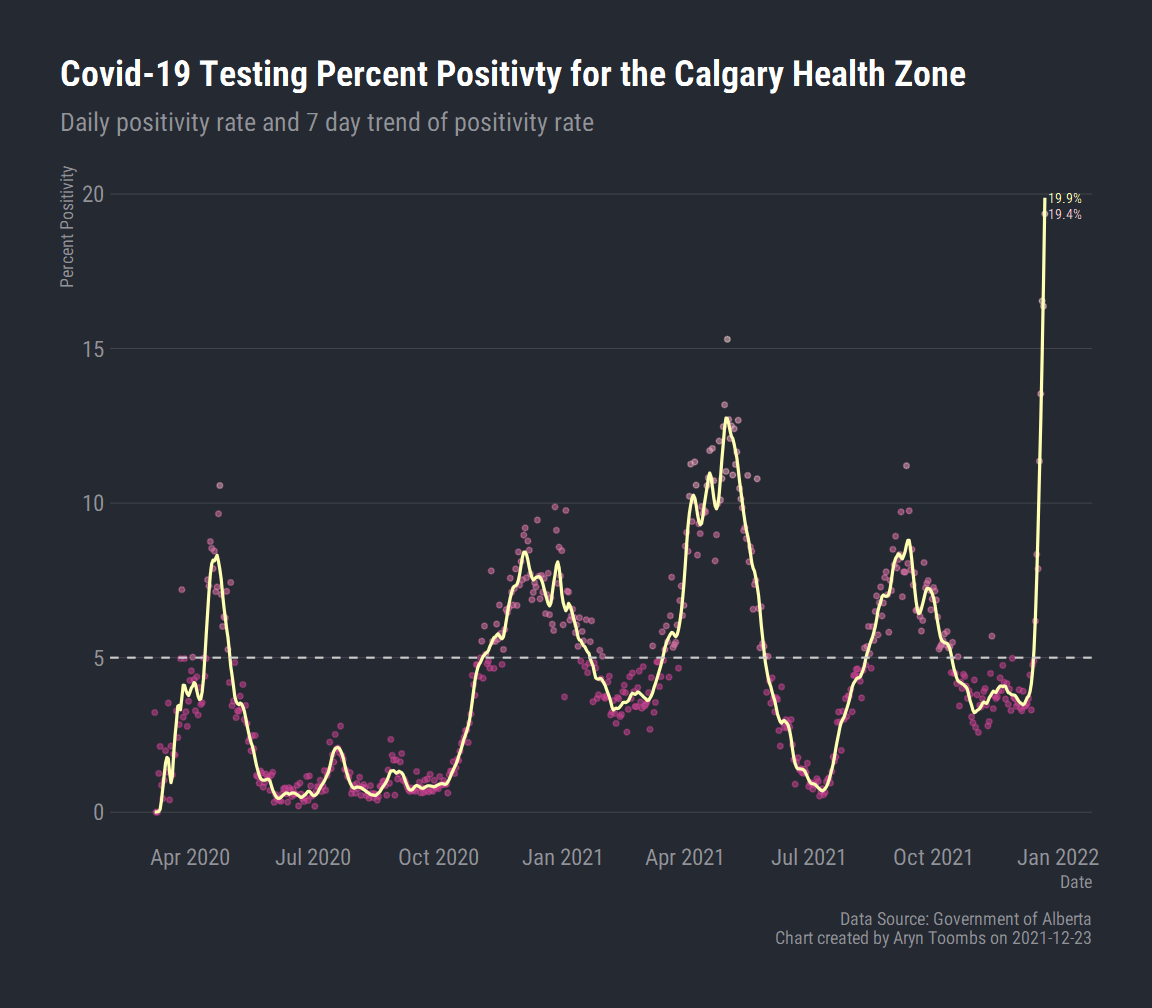 Covid-19 Testing Percent Positivty for the Calgary Health Zone
Daily positivity rate and 7 day trend of positivity rate
Percent Positivity
20
19.9%
19.4%
15
10
5
0
Apr 2020 Jul 2020 Oct 2020 Jan 2021 Apr 2021 Jul 2021 Oct 2021 Jan 2022
Date
Data Source: Government of Alberta
Chart created by Aryn Toombs on 2021-12-23